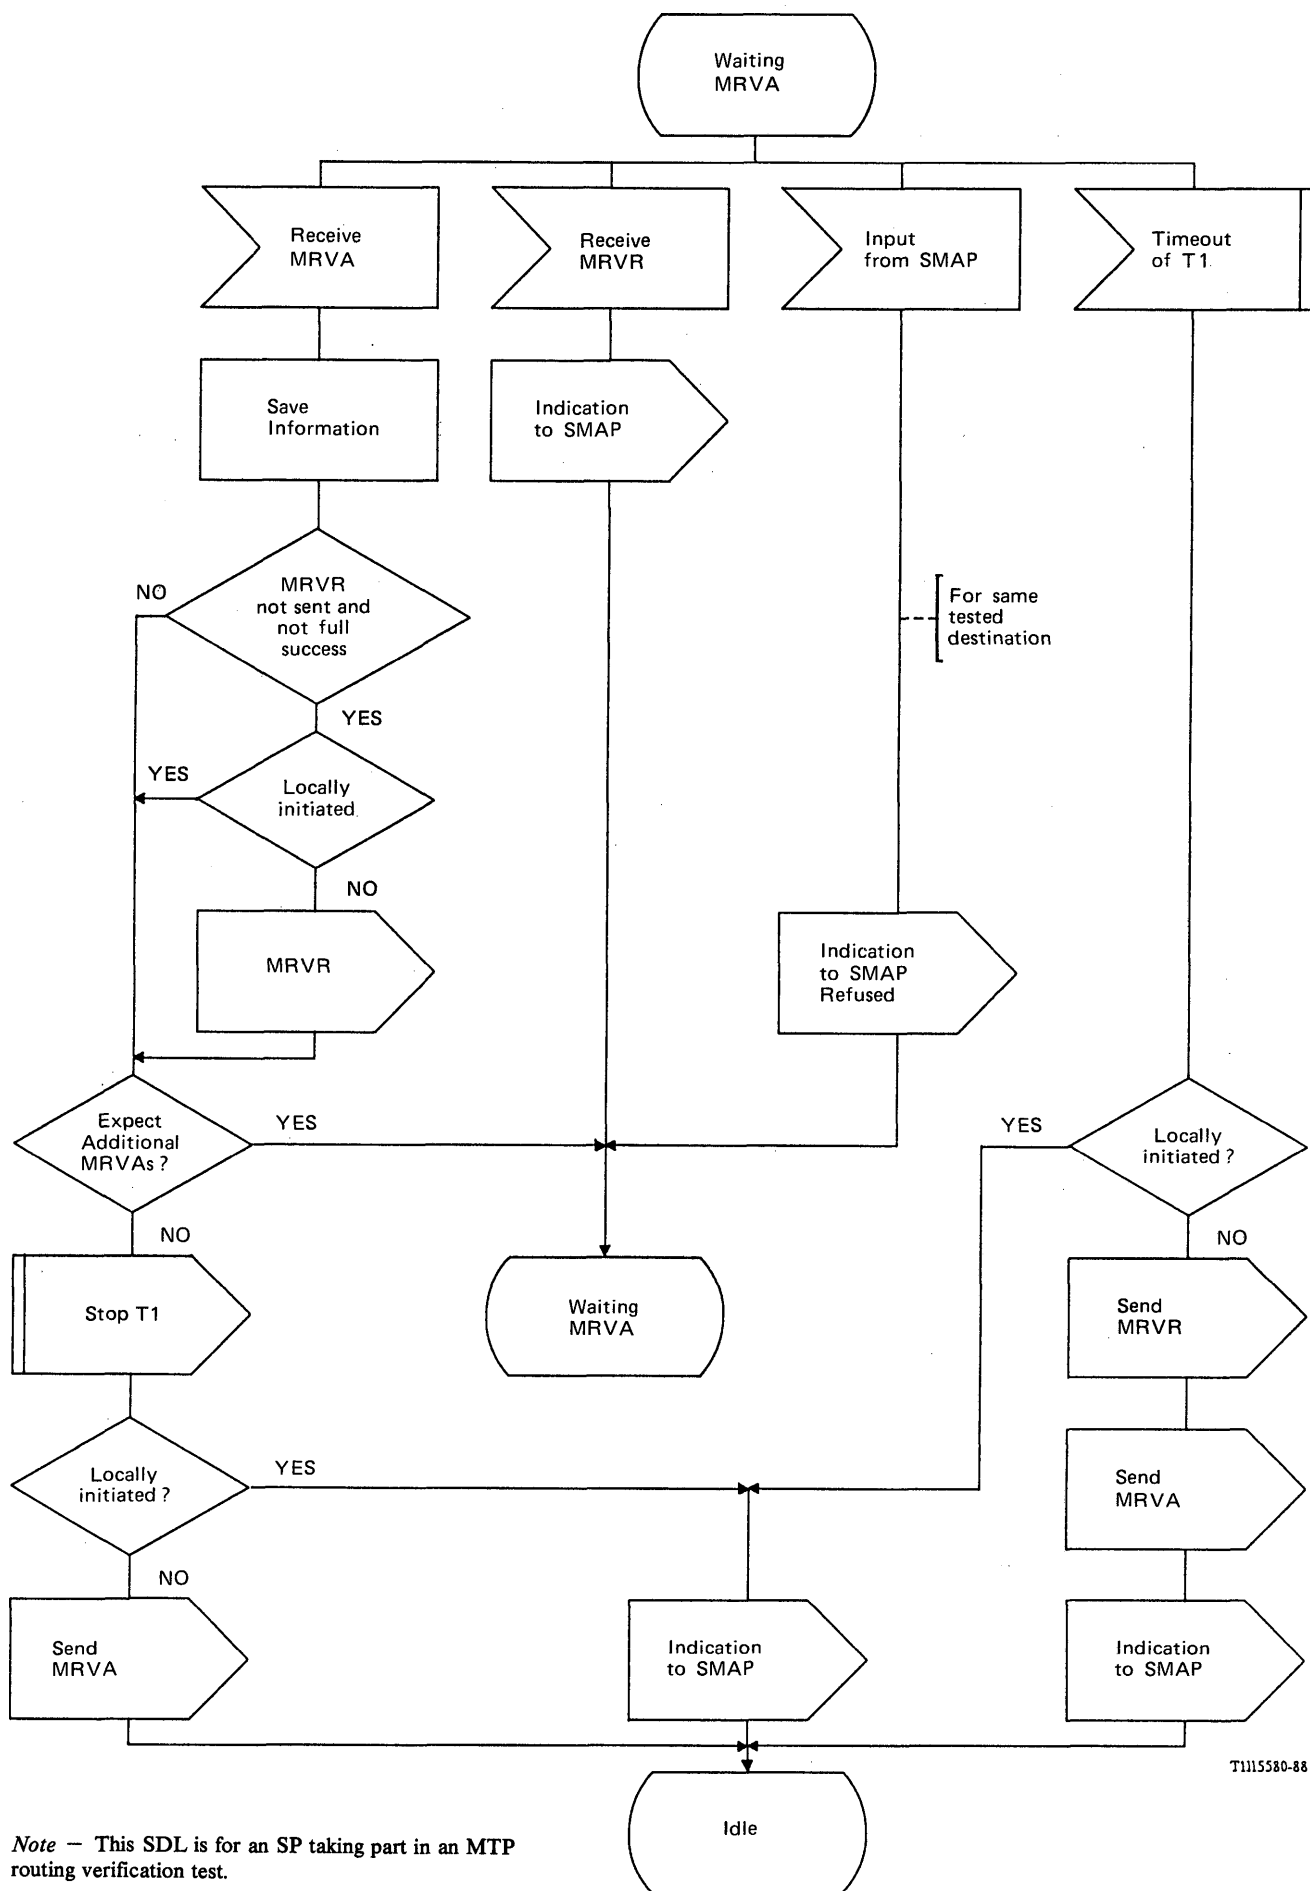 Waiting
MRVA
Receive
MRVA
Receive
MRVR
Input
from SMAP
Timeout
of T1
Save
Information
Indication
to SMAP
NO
MRVR
not sent and
not full
success
For same
tested
destination
YES
YES
Locally
initiated
NO
MRVR
Indication
to SMAP
Refused
Expect
Additional
MRVAs ?
YES
YES
Locally
initiated ?
NO
NO
Stop T1
Waiting
MRVA
Send
MRVR
Locally
initiated ?
YES
Send
MRVA
NO
Send
MRVA
Indication
to SMAP
Indication
to SMAP
T1115580-88
Idle
Note — This SDL is for an SP taking part in an MTP
routing verification test.